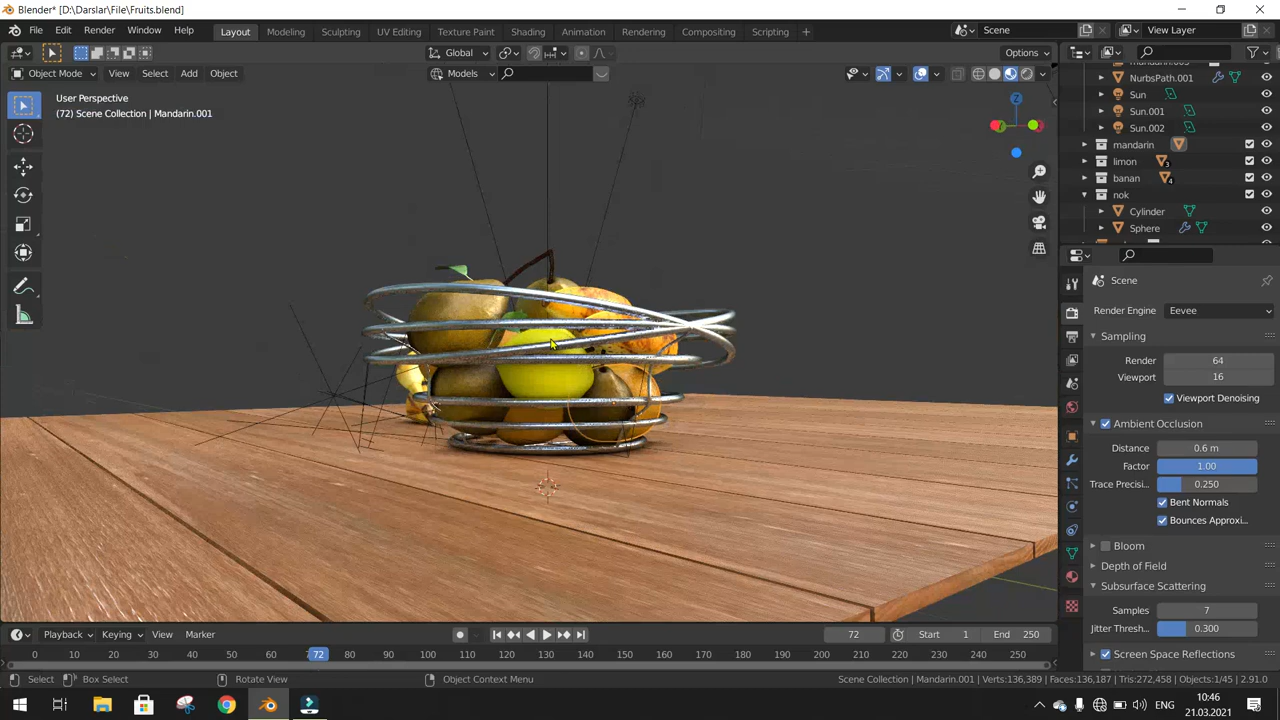 Blender* [D:\Darslar\File\Fruits.blend]
File Edit Render Window Help
Layout Modeling Sculpting UV Editing Texture Paint Shading Animation Rendering Compositing Scripting +
Scene
View Layer
Global
Options
Object Mode View Select Add Object
Models
User Perspective
(72) Scene Collection | Mandarin.001
Z
NurbsPath.001
Sun
Sun.001
Sun.002
mandarin
limon 3
banan 4
nok
Cylinder
Sphere
Scene
Render Engine Eevee
Sampling
Render 64
Viewport 16
Viewport Denoising
Ambient Occlusion
Distance 0.6 m
Factor 1.00
Trace Precisi... 0.250
Bent Normals
Bounces Approxi...
Bloom
Depth of Field
Subsurface Scattering
Samples 7
Jitter Thresh... 0.300
Screen Space Reflections
Playback Keying View Marker
72 Start 1 End 250
0 10 20 30 40 50 60 72 80 90 100 110 120 130 140 150 160 170 180 190 200 210 220 230 240 250
Select Box Select Rotate View Object Context Menu
Scene Collection | Mandarin.001 | Verts:136,389 | Faces:136,187 | Tris:272,458 | Objects:1/45 | 2.91.0
ENG
10:46
21.03.2021